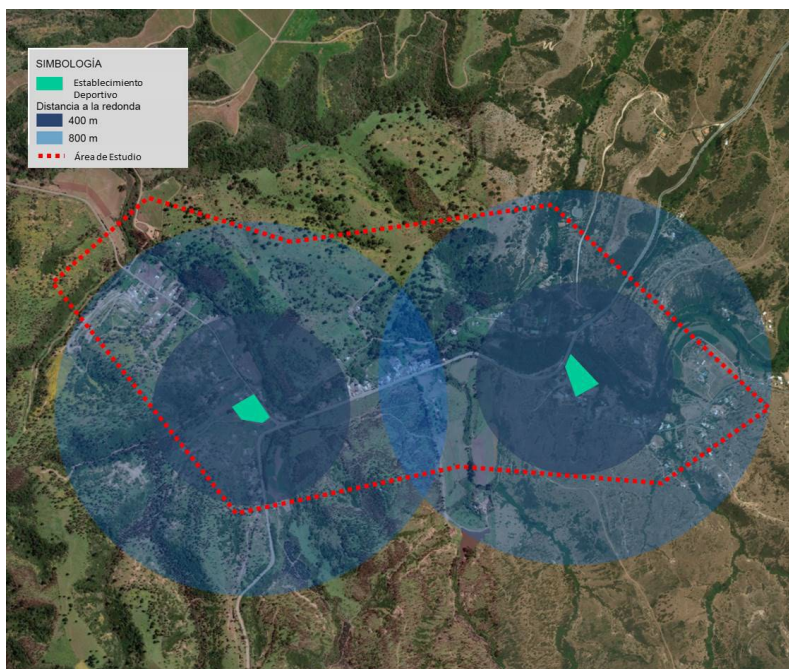 SIMBOLOGÍA
Establecimiento
Deportivo
Distancia a la redonda
400 m
800 m
Área de Estudio